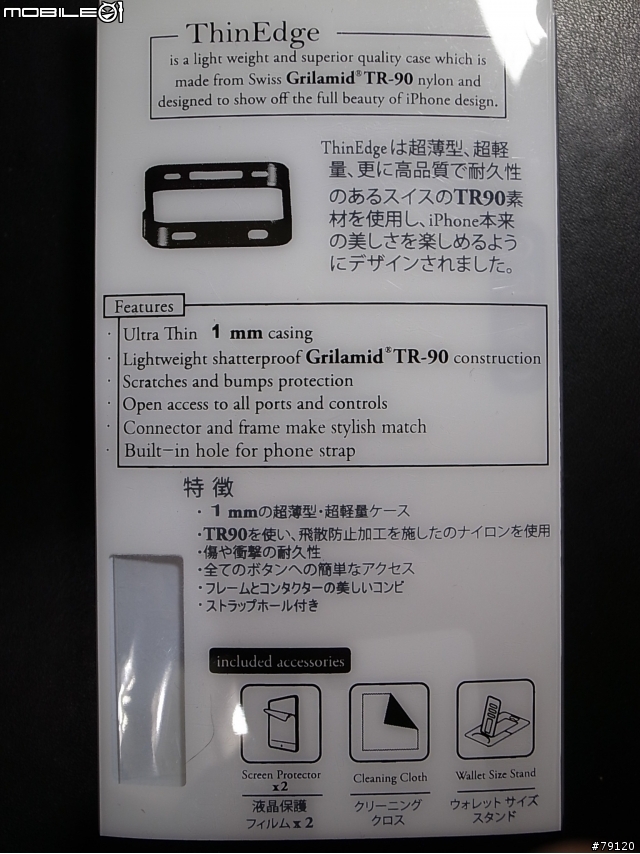 MOBILE01
ThinEdge
is a light weight and superior quality case which is
made from Swiss Grilamid® TR-90 nylon and
designed to show off the full beauty of iPhone design.
ThinEdgeは超薄型、超軽
量、更に高品質で耐久性
のあるスイスのTR90素
材を使用し、iPhone本来
の美しさを楽しめるよう
にデザインされました。
Features
· Ultra Thin 1 mm casing
· Lightweight shatterproof Grilamid® TR-90 construction
· Scratches and bumps protection
· Open access to all ports and controls
· Connector and frame make stylish match
· Built-in hole for phone strap
特 徴
・1 mmの超薄型・超軽量ケース
・TR90を使い、飛散防止加工を施したのナイロンを使用
・傷や衝撃の耐久性
・全てのボタンへの簡単なアクセス
・フレームとコンタクターの美しいコンビ
・ストラップホール付き
included accessories
Screen Protector
x2
液晶保護
フィルム x 2
Cleaning Cloth
クリーニング
クロス
Wallet Size Stand
ウォレット サイズ
スタンド
#79120